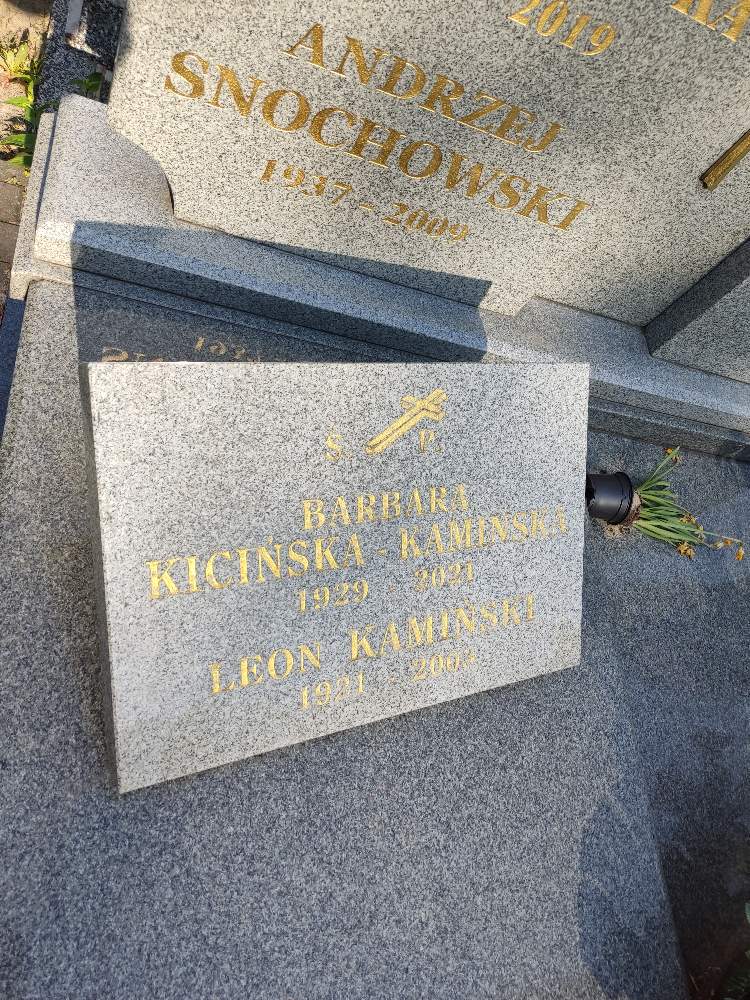 2019
ANDRZEJ
SNOCHOWSKI
1937 - 2009
Ś. P.
BARBARA
KICIŃSKA - KAMIŃSKA
1929 - 2021
LEON KAMIŃSKI
1921 - 2003